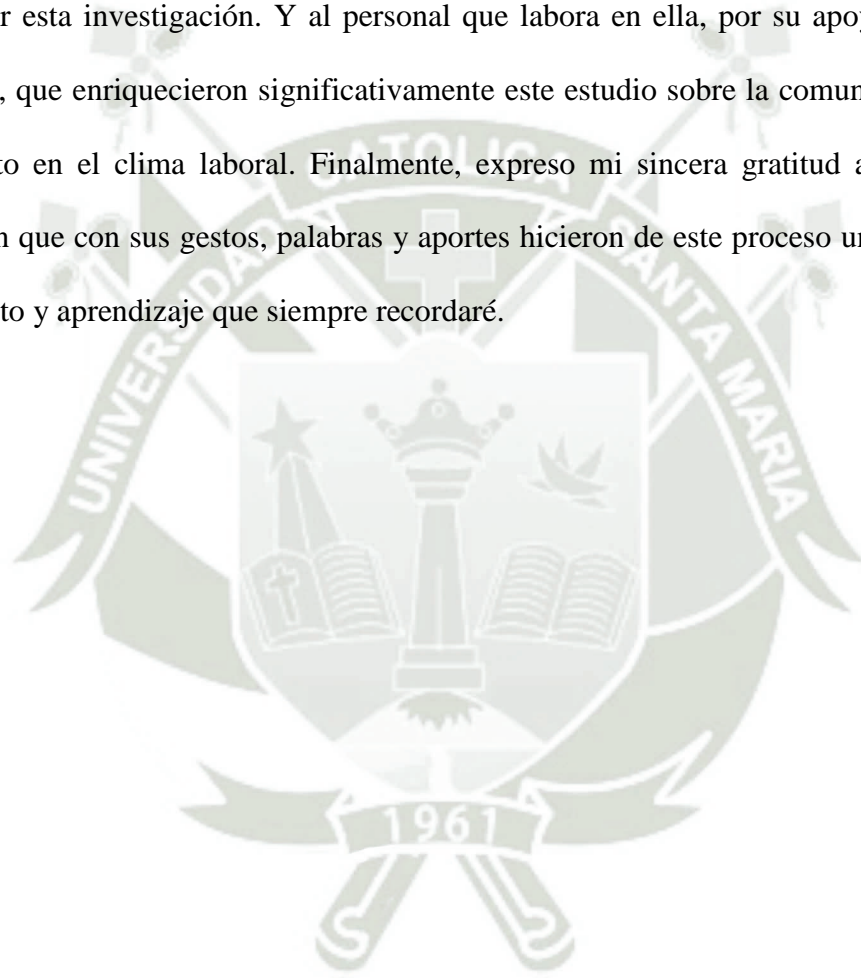 r esta investigación. Y al personal que labora en ella, por su apoy
, que enriquecieron significativamente este estudio sobre la comun
to en el clima laboral. Finalmente, expreso mi sincera gratitud a
n que con sus gestos, palabras y aportes hicieron de este proceso un
to y aprendizaje que siempre recordaré.
UNIVERSIDAD CATOLICA SANTA MARIA
1961